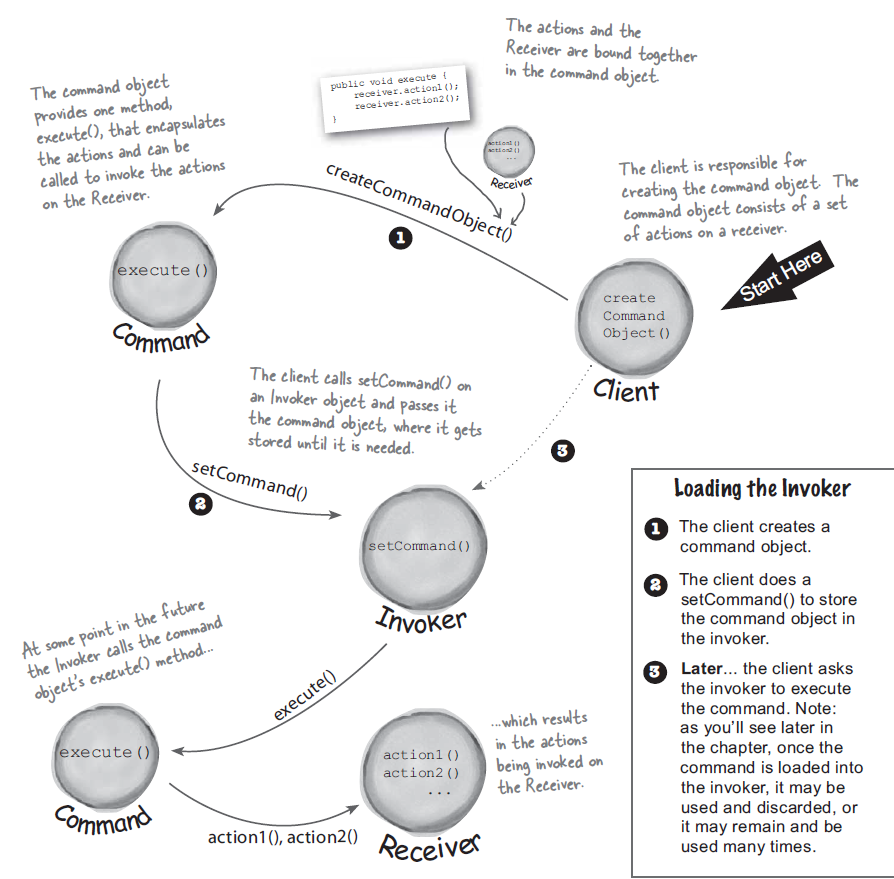 The actions and the
Receiver are bound together
in the command object.
public void execute {
receiver.action1();
receiver.action2();
}
The command object
provides one method,
execute(), that encapsulates
the actions and can be
called to invoke the actions
on the Receiver.
action1()
action2()
...
Receiver
The client is responsible for
creating the command object. The
command object consists of a set
of actions on a receiver.
createCommandObject()
1
Start Here
execute()
Command
create
Command
Object()
Client
The client calls setCommand() on
an Invoker object and passes it
the command object, where it gets
stored until it is needed.
3
setCommand()
2
setCommand()
Invoker
Loading the Invoker
1 The client creates a
command object.
2 The client does a
setCommand() to store
the command object in
the invoker.
3 Later... the client asks
the invoker to execute
the command. Note:
as you'll see later in
the chapter, once the
command is loaded into
the invoker, it may be
used and discarded, or
it may remain and be
used many times.
At some point in the future
the Invoker calls the command
object's execute() method...
execute()
execute()
Command
action1()
action2()
...
Receiver
...which results
in the actions
being invoked on
the Receiver.
action1(), action2()